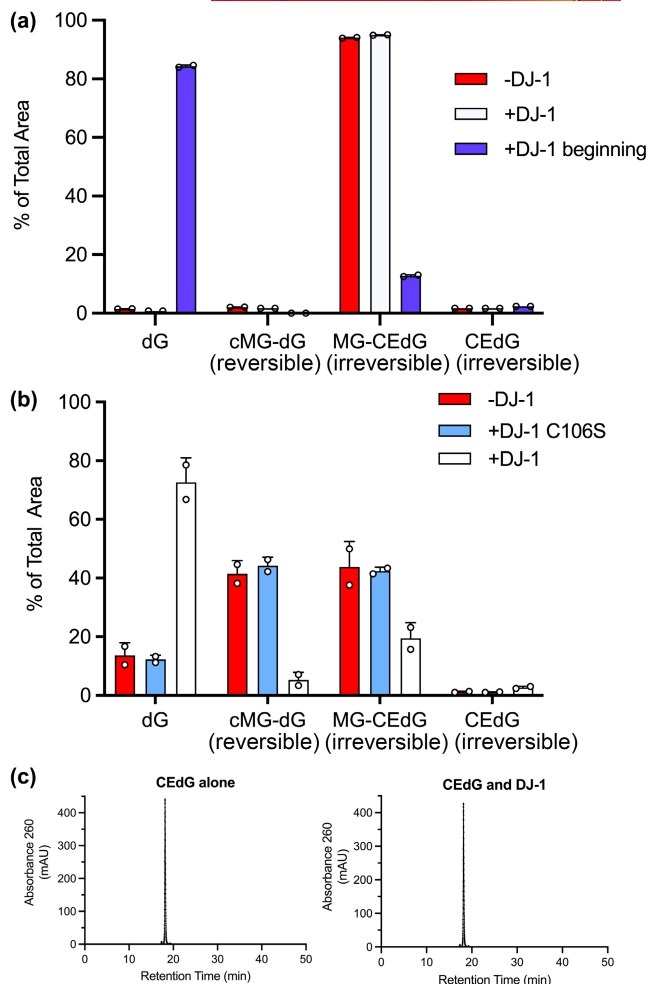 (a)
100
80
60
40
20
0
% of Total Area
-DJ-1
+DJ-1
+DJ-1 beginning
dG
cMG-dG
(reversible)
MG-CEdG
(irreversible)
CEdG
(irreversible)
(b)
100
80
60
40
20
0
% of Total Area
-DJ-1
+DJ-1 C106S
+DJ-1
dG
cMG-dG
(reversible)
MG-CEdG
(irreversible)
CEdG
(irreversible)
(c)
CEdG alone
Absorbance 260
(mAU)
400
300
200
100
0
0 10 20 30 40 50
Retention Time (min)
CEdG and DJ-1
Absorbance 260
(mAU)
400
300
200
100
0
0 10 20 30 40 50
Retention Time (min)